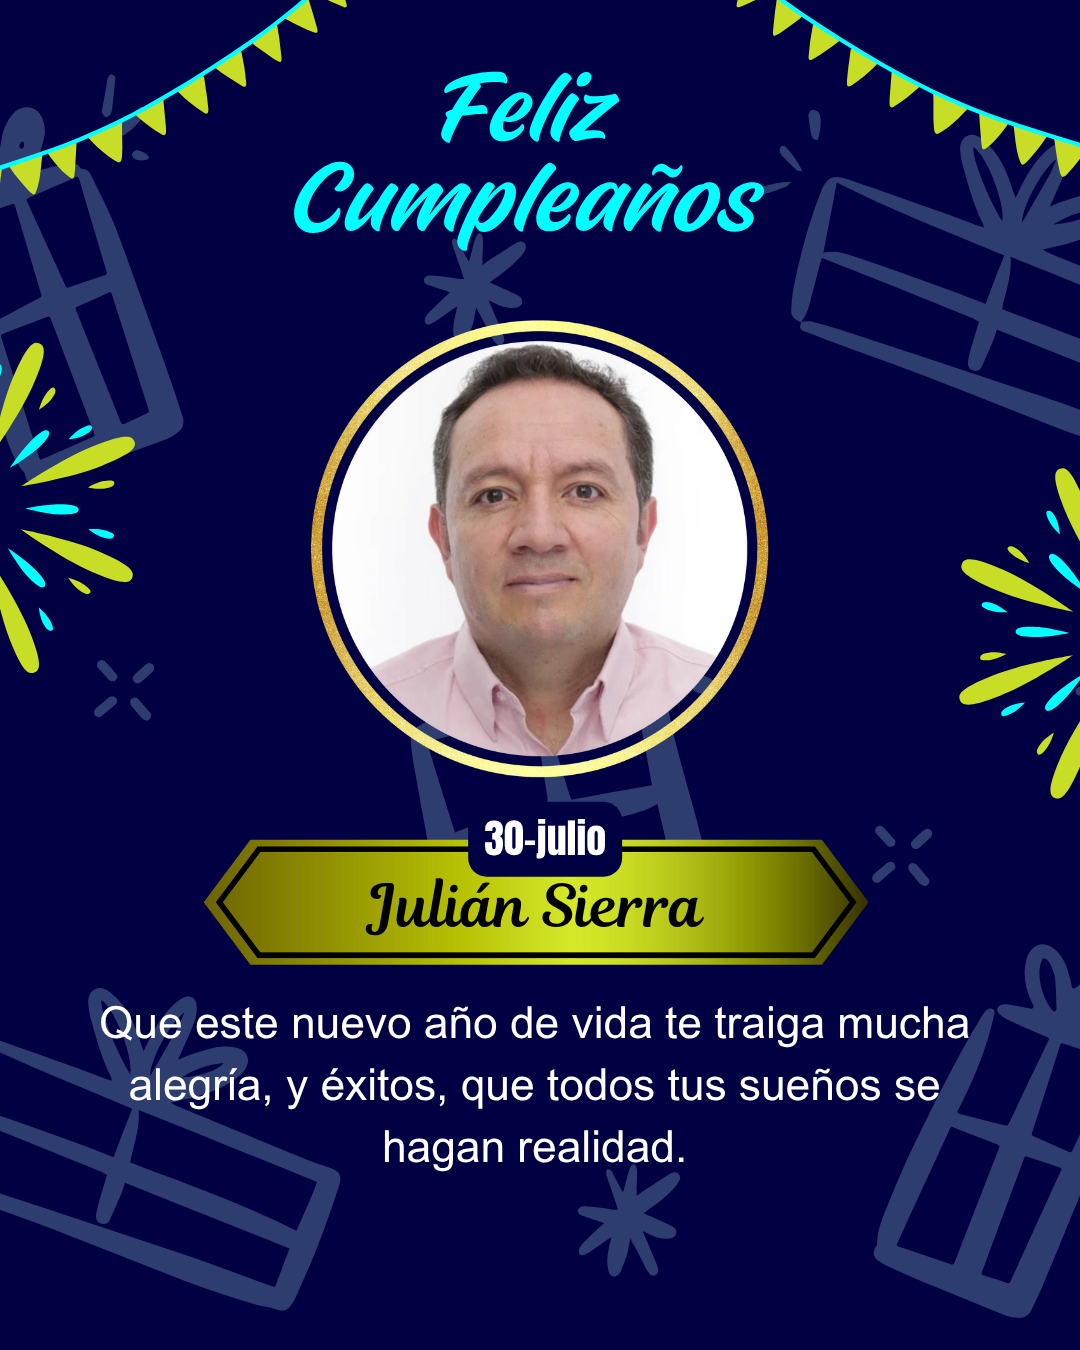 Feliz
Cumpleaños
30-julio
Julián Sierra
Que este nuevo año de vida te traiga mucha
alegría, y éxitos, que todos tus sueños se
hagan realidad.